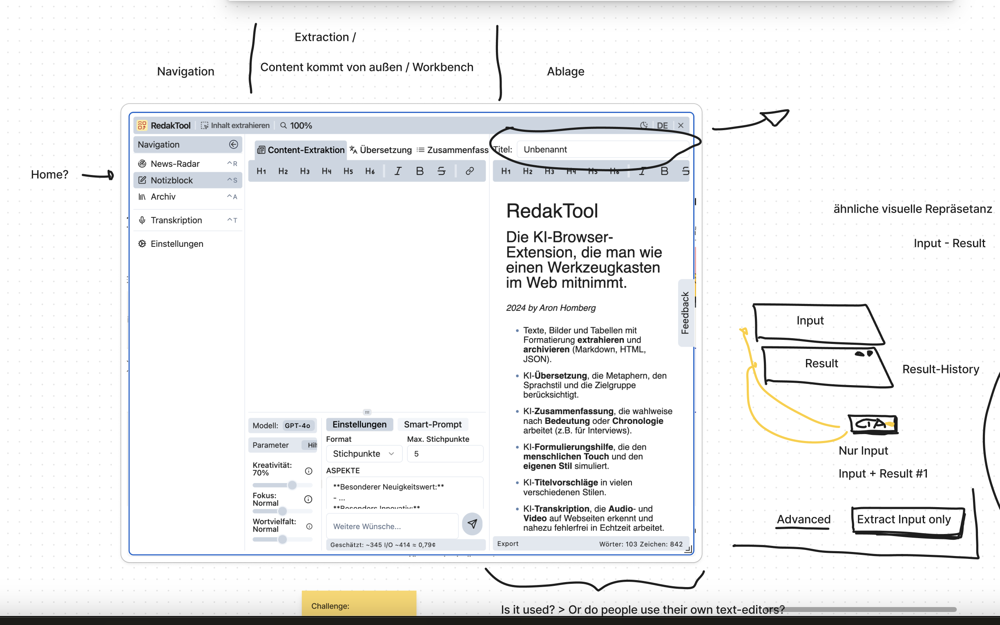 Extraction /
Navigation
Content kommt von außen / Workbench
Ablage
Home?
RedakTool
Inhalt extrahieren
100%
DE
Navigation
News-Radar ^R
Notizblock ^S
Archiv ^A
Transkription ^T
Einstellungen
Content-Extraktion
Übersetzung
Zusammenfass
Titel: Unbenannt
H1 H2 H3 H4 H5 H6 I B S
H1 H2 H3 H4 H5 H6 I B S
RedakTool
Die KI-Browser-
Extension, die man wie
einen Werkzeugkasten
im Web mitnimmt.
2024 by Aron Homberg
• Texte, Bilder und Tabellen mit
Formatierung extrahieren und
archivieren (Markdown, HTML,
JSON).
• KI-Übersetzung, die Metaphern, den
Sprachstil und die Zielgruppe
berücksichtigt.
• KI-Zusammenfassung, die wahlweise
nach Bedeutung oder Chronologie
arbeitet (z.B. für Interviews).
• KI-Formulierungshilfe, die den
menschlichen Touch und den
eigenen Stil simuliert.
• KI-Titelvorschläge in vielen
verschiedenen Stilen.
• KI-Transkription, die Audio- und
Video auf Webseiten erkennt und
nahezu fehlerfrei in Echtzeit arbeitet.
Export
Wörter: 103 Zeichen: 842
Feedback
Modell: GPT-4o
Parameter
Hilf
Kreativität:
70%
Fokus:
Normal
Wortvielfalt:
Normal
Einstellungen
Smart-Prompt
Format
Max. Stichpunkte
Stichpunkte
5
ASPEKTE
**Besonderer Neuigkeitswert:**
- ...
**Besonders Innovativ:**
Weitere Wünsche...
Geschätzt: ~345 I/O ~414 ≈ 0,79¢
ähnliche visuelle Repräsetanz
Input - Result
Input
Result
Result-History
CTA
Nur Input
Input + Result #1
Advanced
Extract Input only
Challenge:
Is it used? > Or do people use their own text-editors?